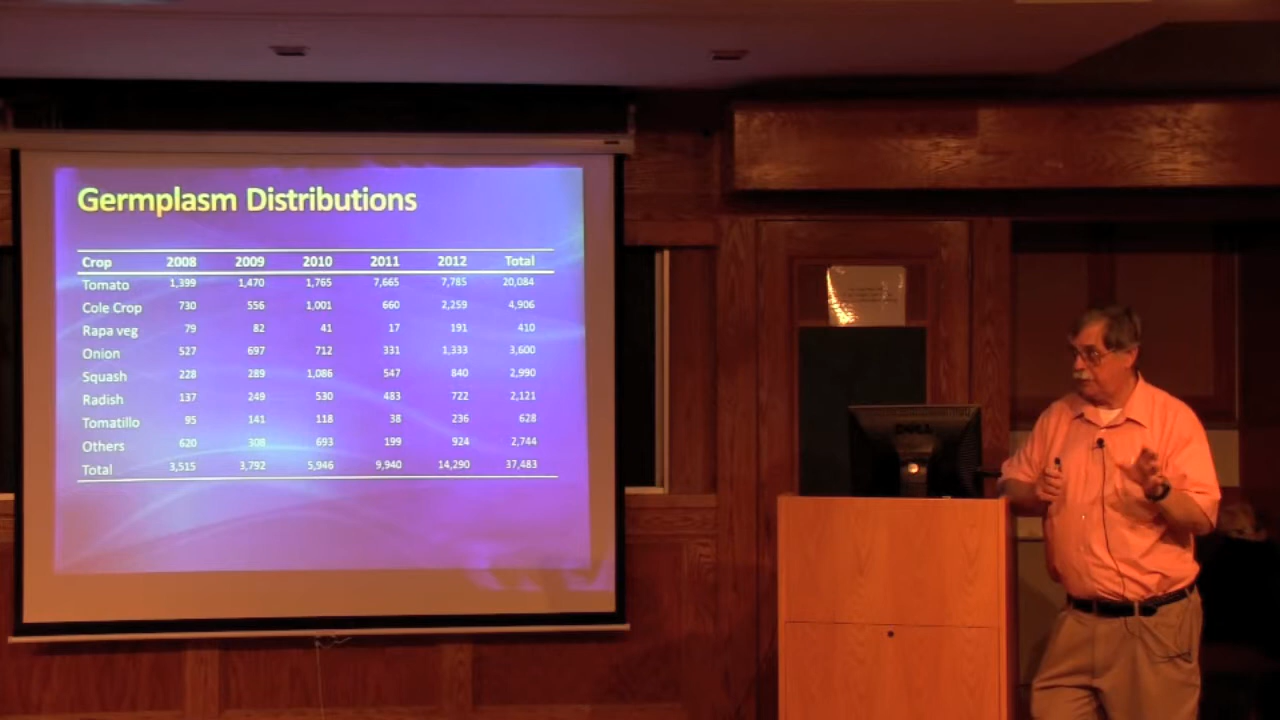 Germplasm Distributions
Crop 2008 2009 2010 2011 2012 Total
Tomato 1,399 1,470 1,765 7,665 7,785 20,084
Cole Crop 730 556 1,001 660 2,259 4,906
Rapa veg 79 82 41 17 191 410
Onion 527 697 712 331 1,333 3,600
Squash 228 289 1,086 547 840 2,990
Radish 137 249 530 483 722 2,121
Tomatillo 95 141 118 38 236 628
Others 620 308 693 199 924 2,744
Total 3,515 3,792 5,946 9,940 14,290 37,483
DELL